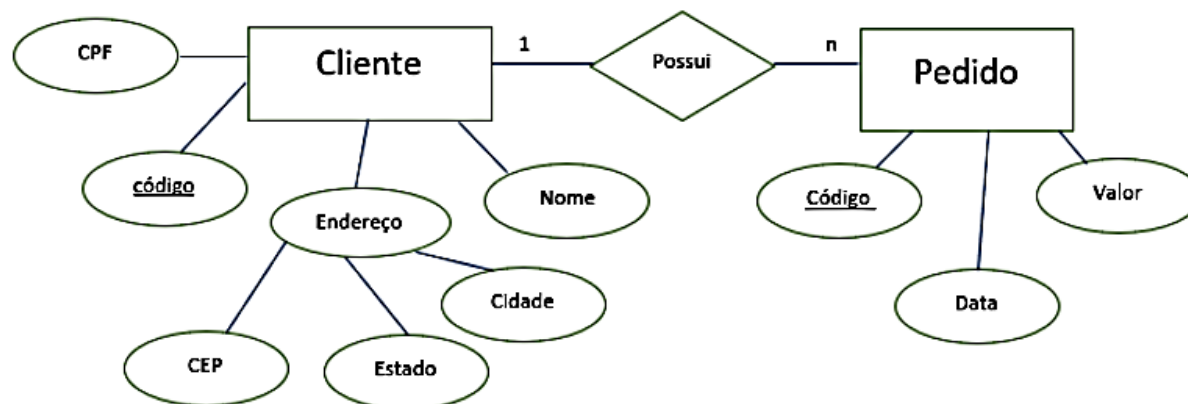 CPF
Cliente
1
Possui
n
Pedido
código
Endereço
Nome
Código
Valor
CEP
Estado
Cidade
Data